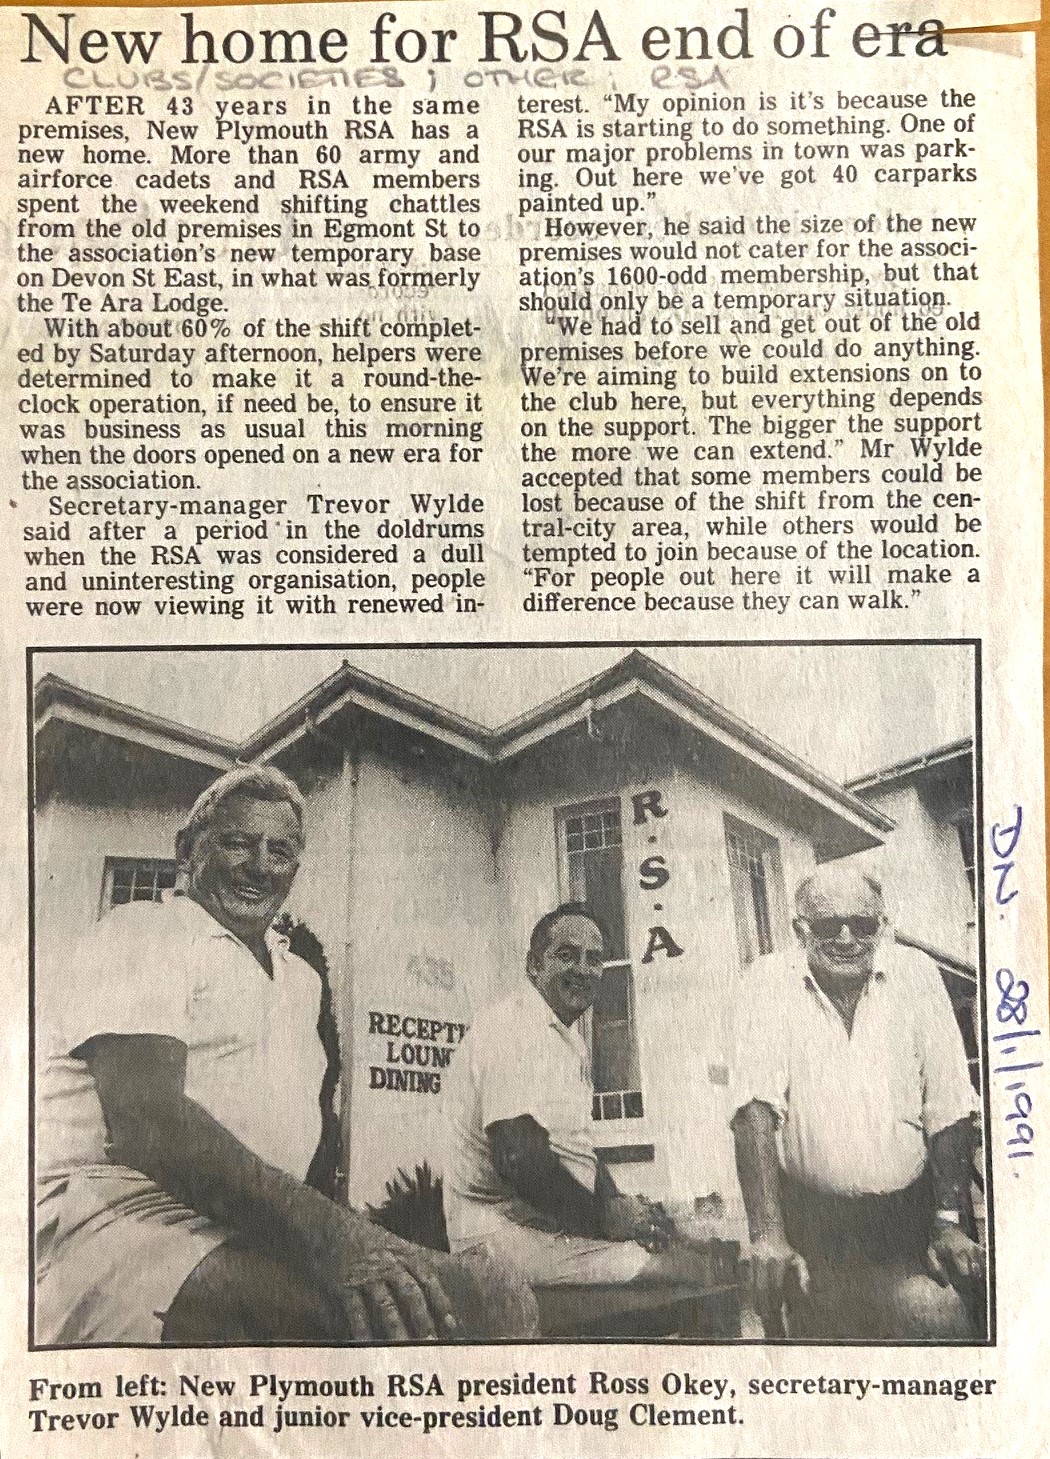 New home for RSA end of era
CLUBS/SOCIETIES ; OTHER ; RSA
AFTER 43 years in the same
premises, New Plymouth RSA has a
new home. More than 60 army and
airforce cadets and RSA members
spent the weekend shifting chattles
from the old premises in Egmont St to
the association's new temporary base
on Devon St East, in what was formerly
the Te Ara Lodge.
With about 60% of the shift complet-
ed by Saturday afternoon, helpers were
determined to make it a round-the-
clock operation, if need be, to ensure it
was business as usual this morning
when the doors opened on a new era for
the association.
Secretary-manager Trevor Wylde
said after a period in the doldrums
when the RSA was considered a dull
and uninteresting organisation, people
were now viewing it with renewed in-
terest. “My opinion is it's because the
RSA is starting to do something. One of
our major problems in town was park-
ing. Out here we've got 40 carparks
painted up.”
However, he said the size of the new
premises would not cater for the associ-
ation's 1600-odd membership, but that
should only be a temporary situation.
“We had to sell and get out of the old
premises before we could do anything.
We're aiming to build extensions on to
the club here, but everything depends
on the support. The bigger the support
the more we can extend.” Mr Wylde
accepted that some members could be
lost because of the shift from the cen-
tral-city area, while others would be
tempted to join because of the location.
“For people out here it will make a
difference because they can walk.”
R.S.A
435
RECEPTI
LOUN
DINING
DN. 28/1/1991.
From left: New Plymouth RSA president Ross Okey, secretary-manager
Trevor Wylde and junior vice-president Doug Clement.